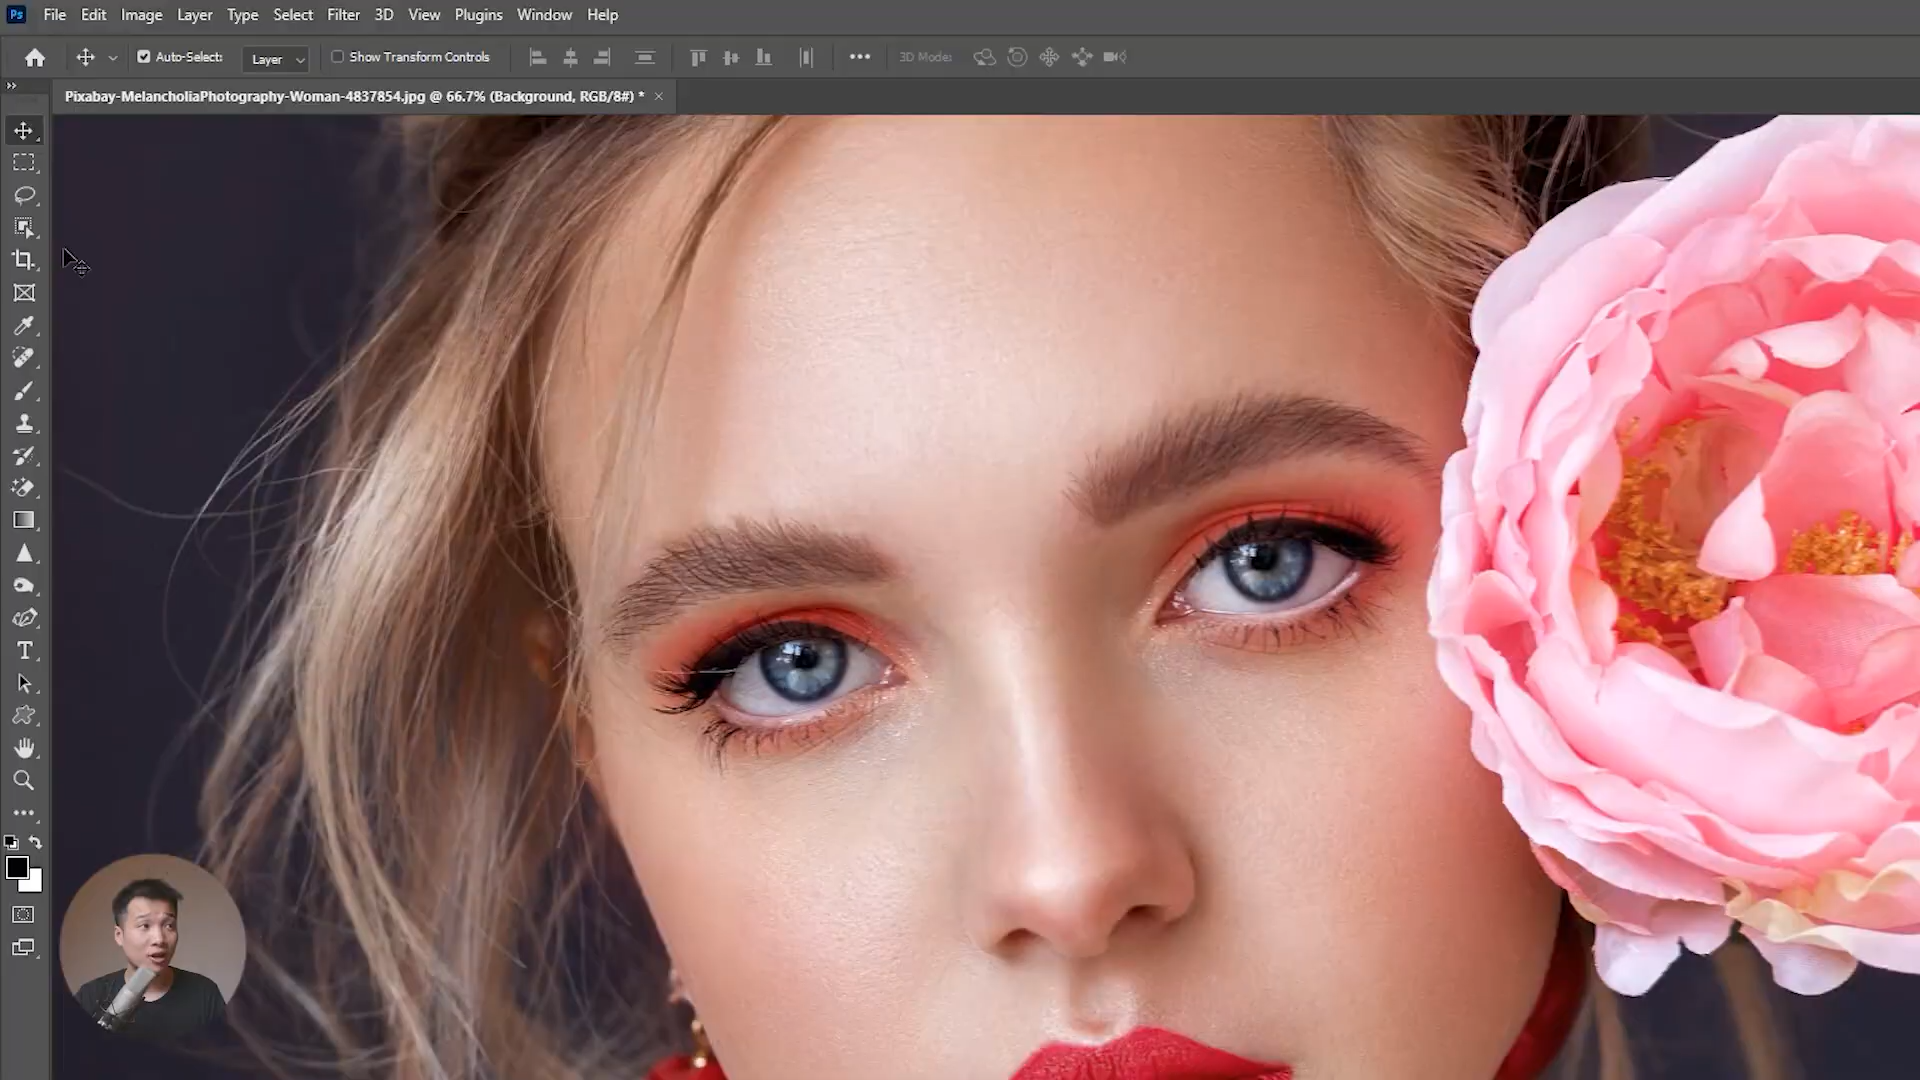 Ps File Edit Image Layer Type Select Filter 3D View Plugins Window Help
Auto-Select: Layer Show Transform Controls 3D Mode:
Pixabay-MelancholiaPhotography-Woman-4837854.jpg @ 66.7% (Background, RGB/8#) * ×
T